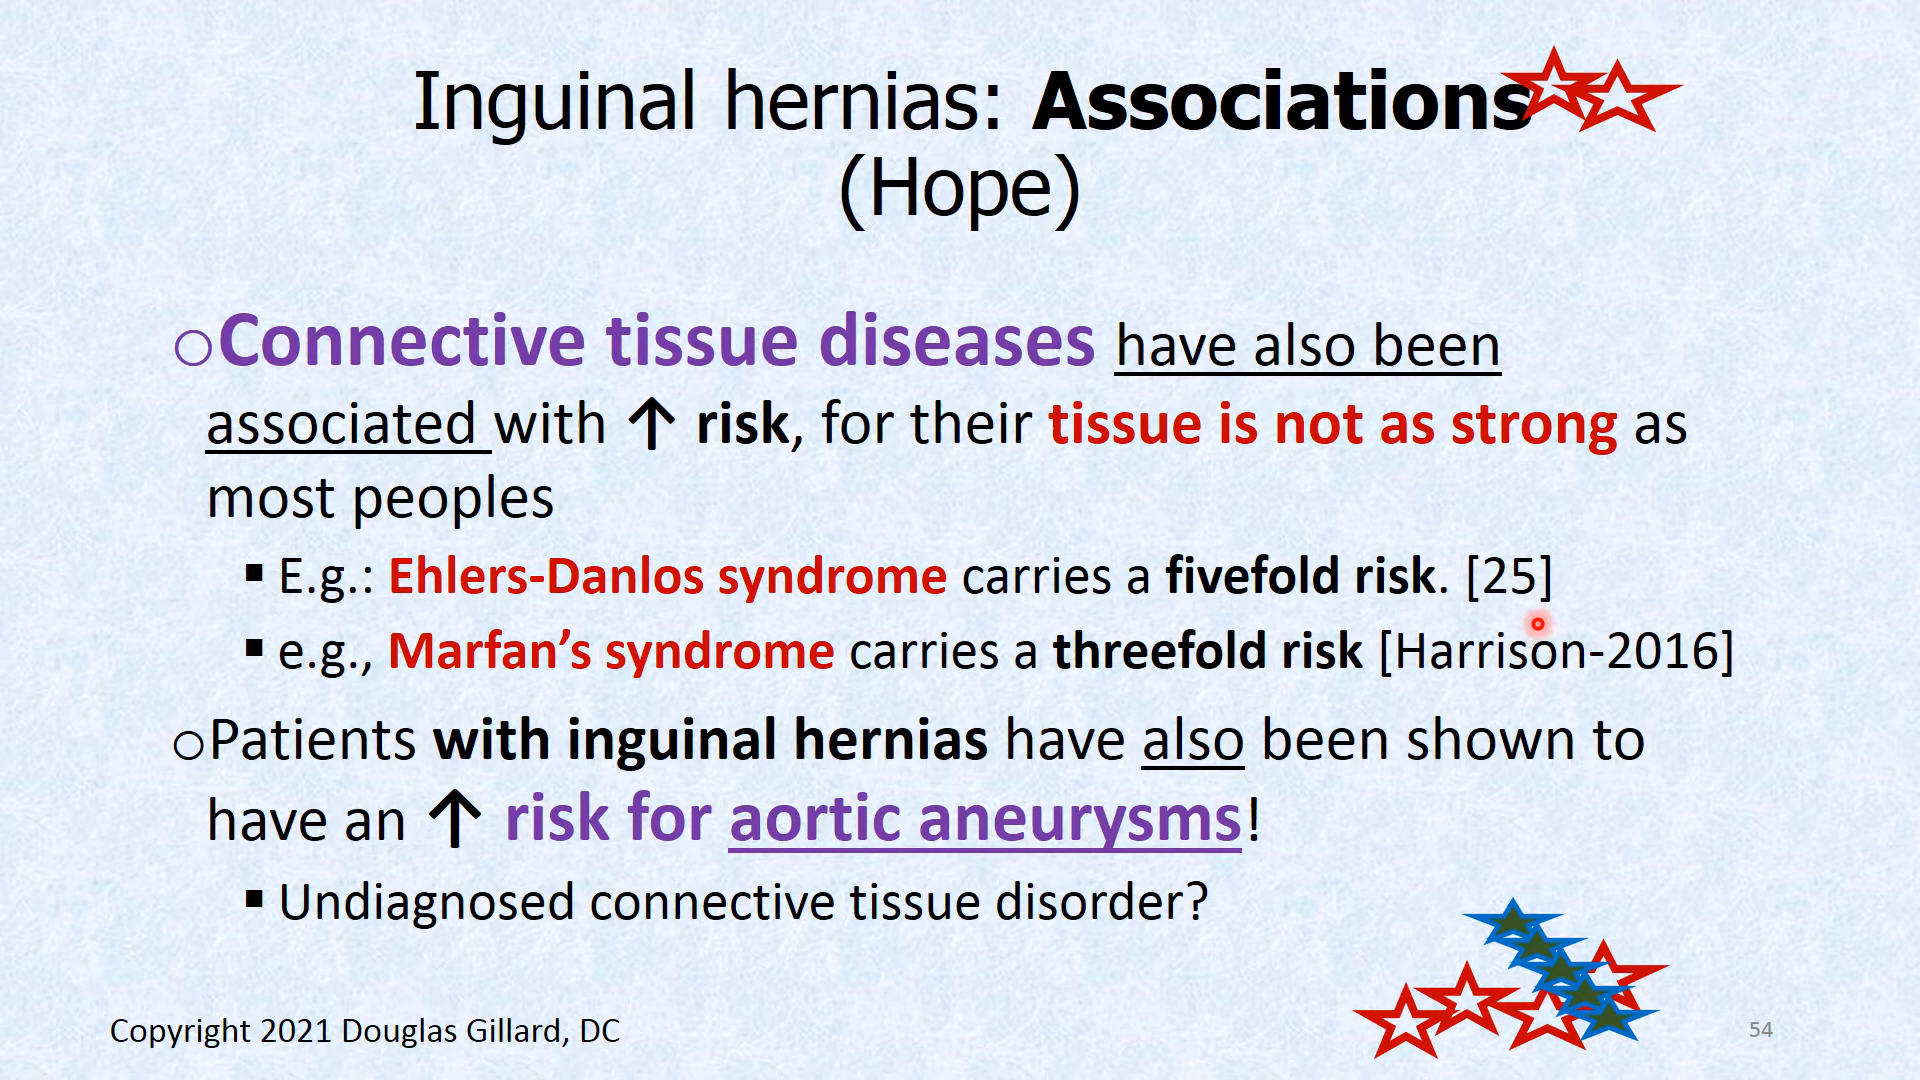 Inguinal hernias: Associations
(Hope)
oConnective tissue diseases have also been
associated with ↑ risk, for their tissue is not as strong as
most peoples
▪ E.g.: Ehlers-Danlos syndrome carries a fivefold risk. [25]
▪ e.g., Marfan’s syndrome carries a threefold risk [Harrison-2016]
oPatients with inguinal hernias have also been shown to
have an ↑ risk for aortic aneurysms!
▪ Undiagnosed connective tissue disorder?
Copyright 2021 Douglas Gillard, DC
54